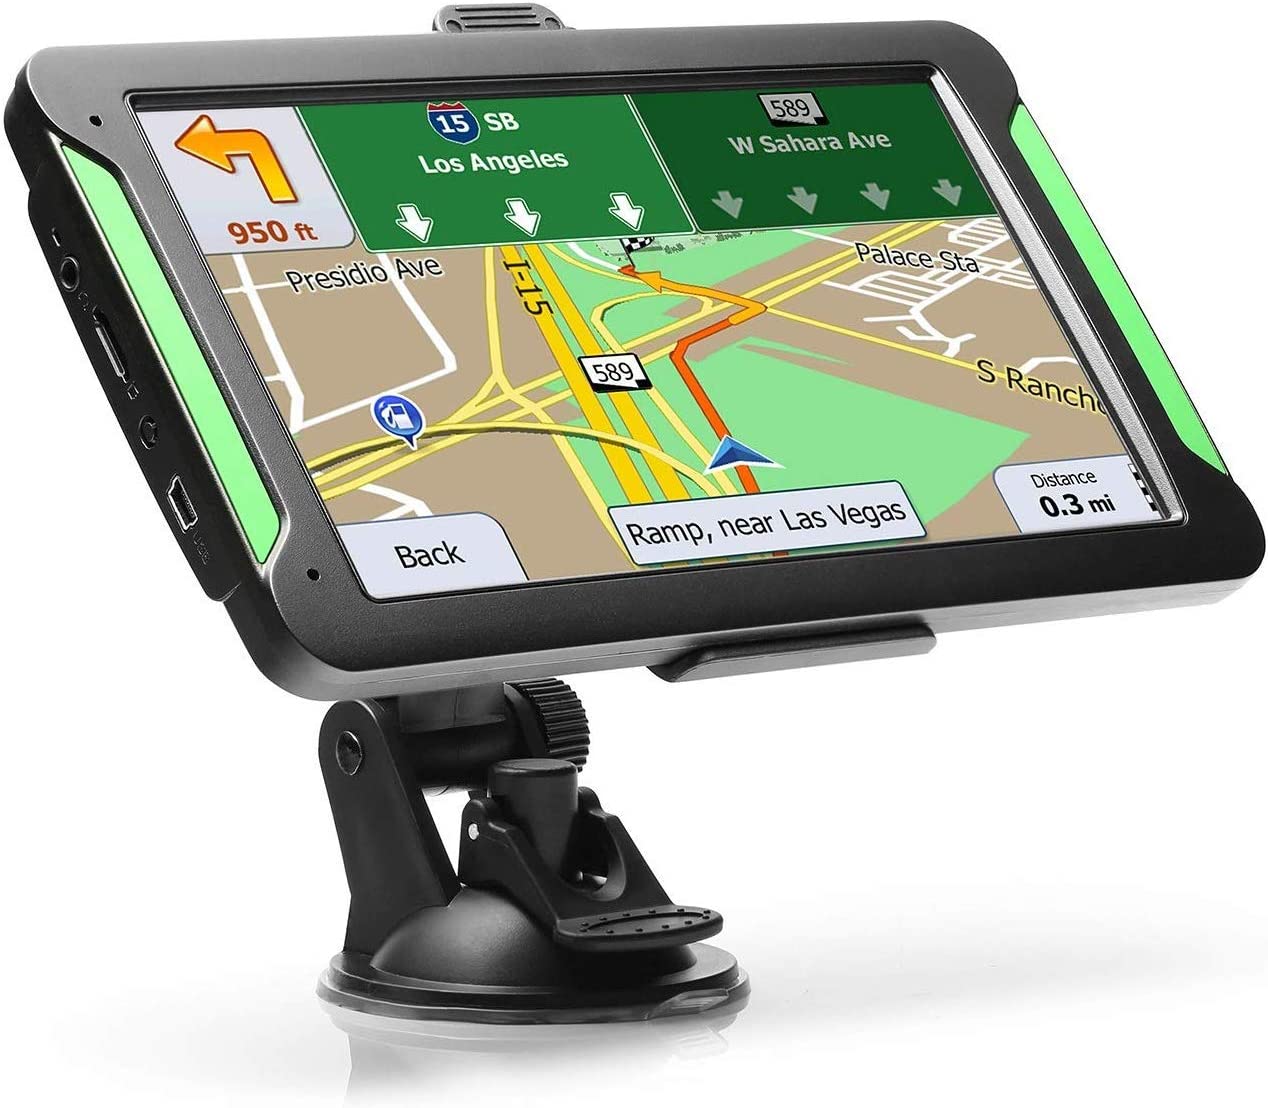 15 SB
Los Angeles
589
W Sahara Ave
950 ft
Presidio Ave
I-15
Palace Sta
589
S Rancho
Distance
0.3 mi
Ramp, near Las Vegas
Back
USB